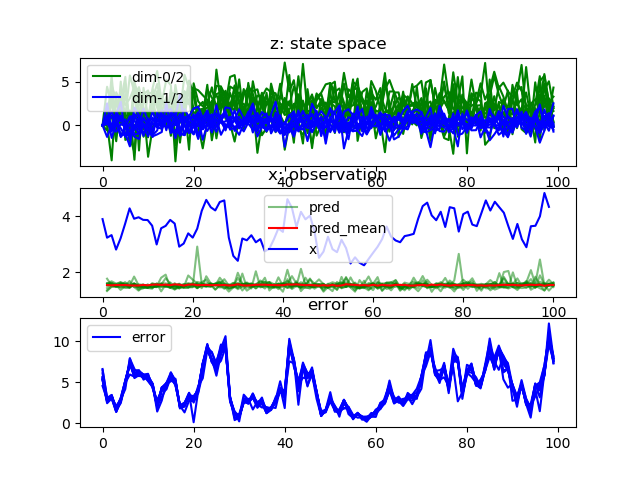 z: state space
5
0
dim-0/2
dim-1/2
0 20 40 60 80 100
x: observation
4
2
pred
pred_mean
x
0 20 40 60 80 100
error
10
5
0
error
0 20 40 60 80 100